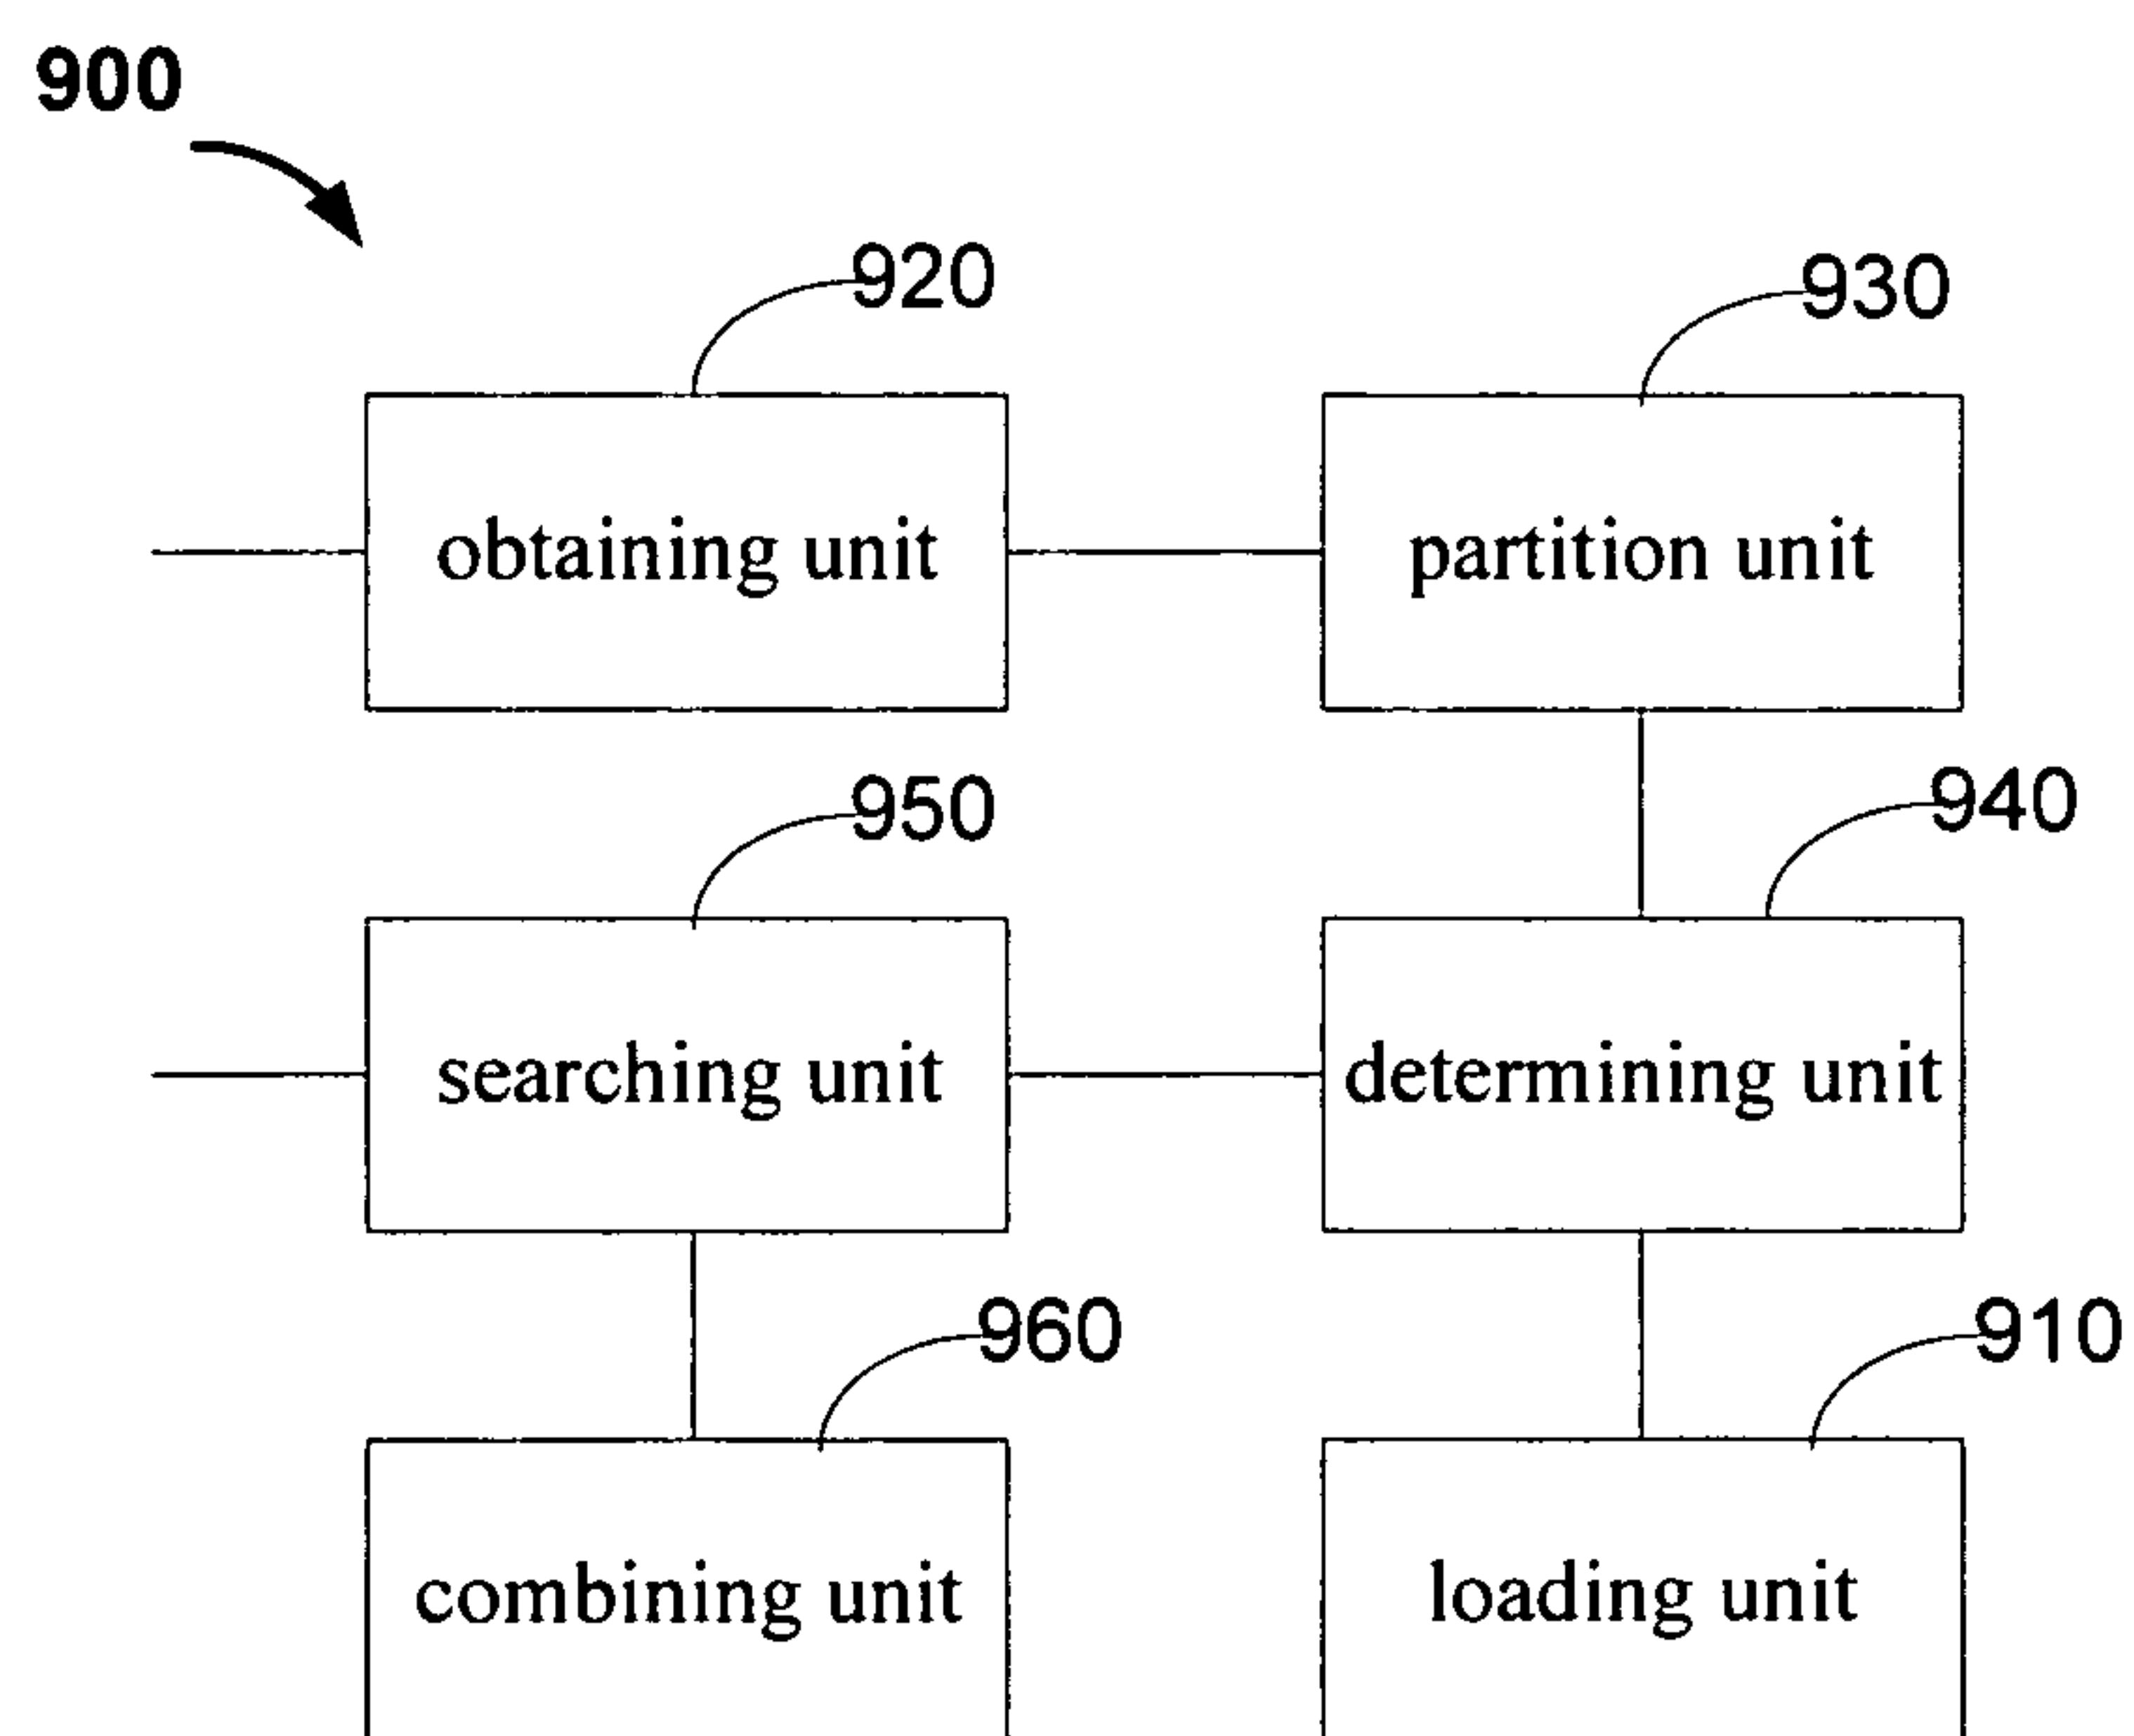 900
920
930
obtaining unit
partition unit
950
940
searching unit
determining unit
960
910
combining unit
loading unit